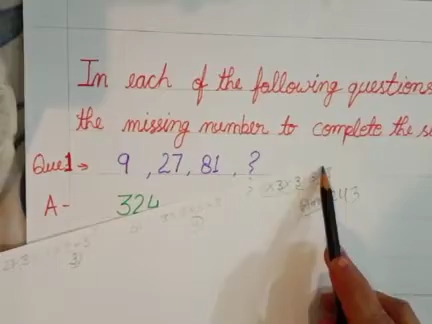 In each of the following questions
the missing number to complete the s
Que1→ 9, 27, 81, ?
A- 324